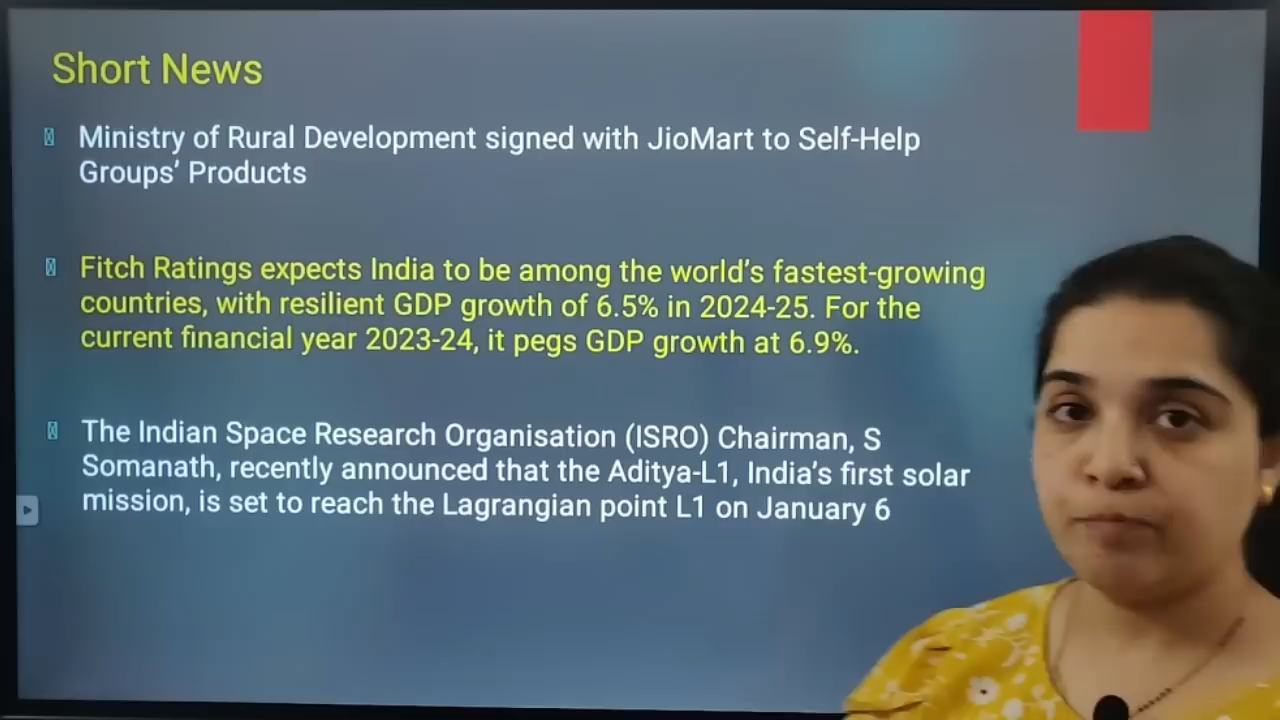 Short News
Ministry of Rural Development signed with JioMart to Self-Help
Groups’ Products
Fitch Ratings expects India to be among the world’s fastest-growing
countries, with resilient GDP growth of 6.5% in 2024-25. For the
current financial year 2023-24, it pegs GDP growth at 6.9%.
The Indian Space Research Organisation (ISRO) Chairman, S
Somanath, recently announced that the Aditya-L1, India’s first solar
mission, is set to reach the Lagrangian point L1 on January 6